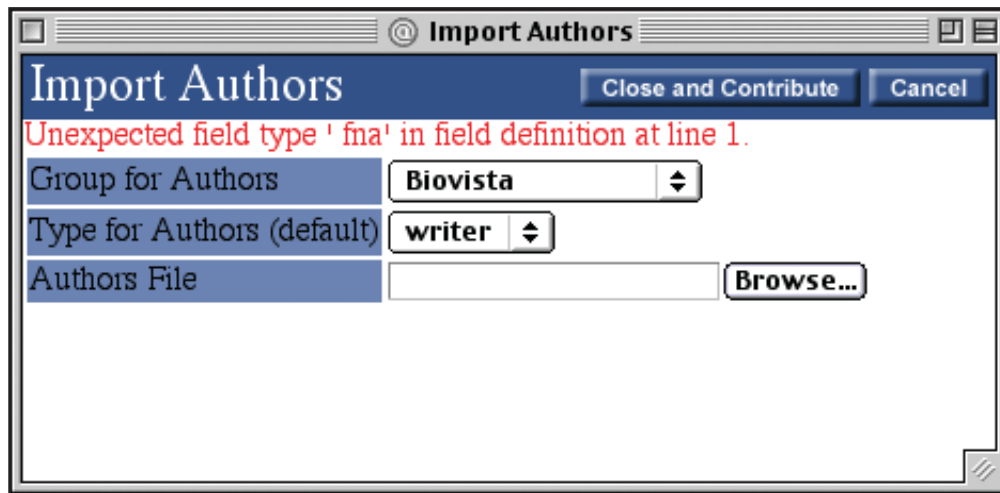 Import Authors
Import Authors
Close and Contribute
Cancel
Unexpected field type ' fna' in field definition at line 1.
Group for Authors
Biovista
Type for Authors (default)
writer
Authors File
Browse...